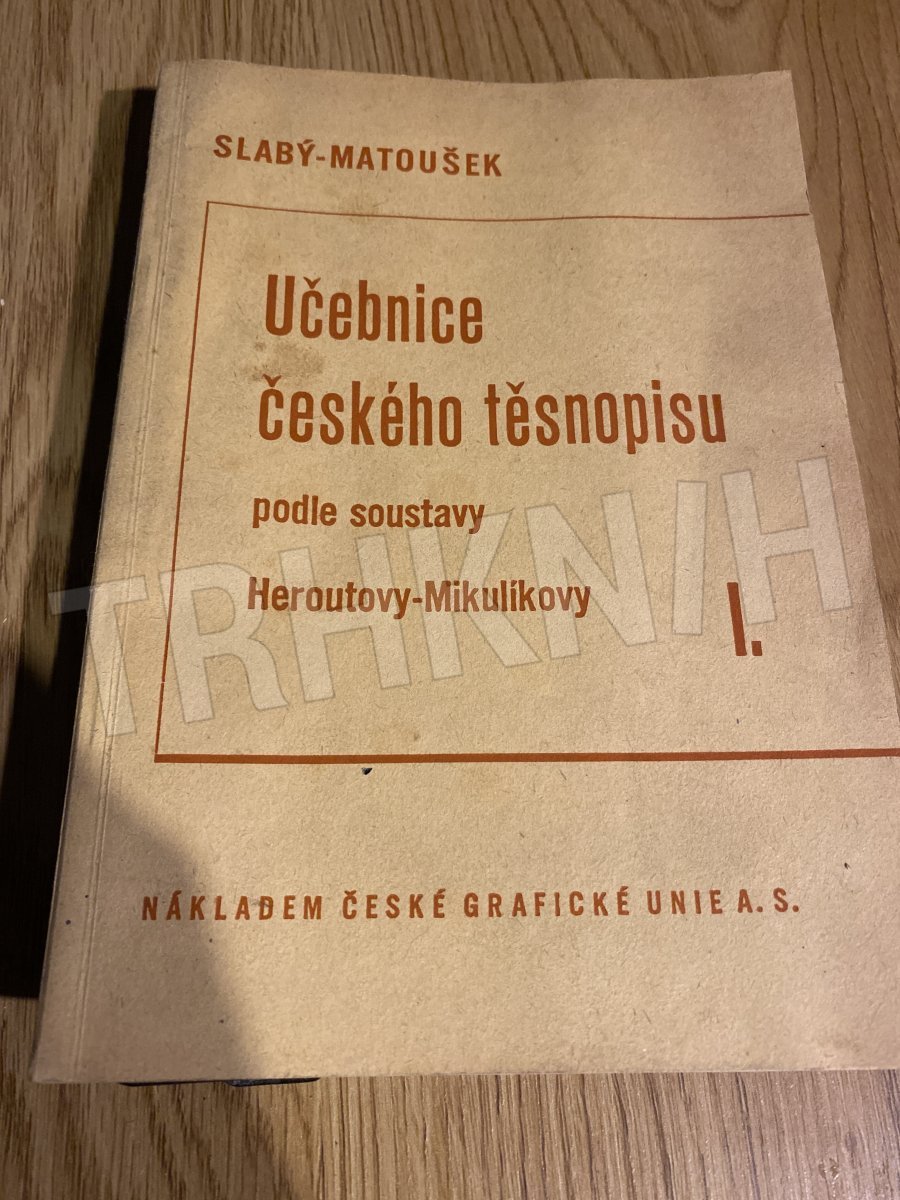 SLABÝ-MATOUŠEK
Učebnice
českého těsnopisu
podle soustavy
Heroutovy-Mikulíkovy
I.
TRHKNIH
NÁKLADEM ČESKÉ GRAFICKÉ UNIE A. S.